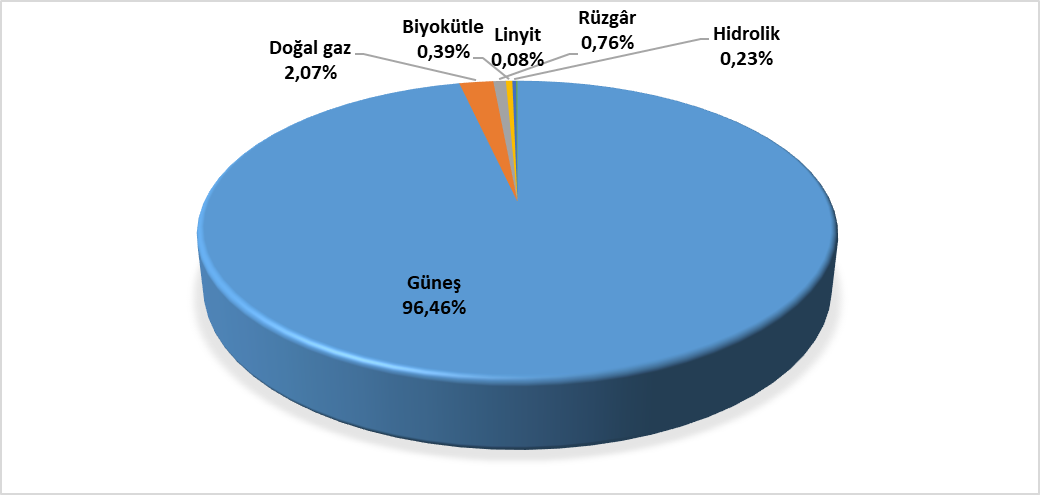 Doğal gaz
2,07%
Biyokütle
0,39%
Linyit
0,08%
Rüzgâr
0,76%
Hidrolik
0,23%
Güneş
96,46%